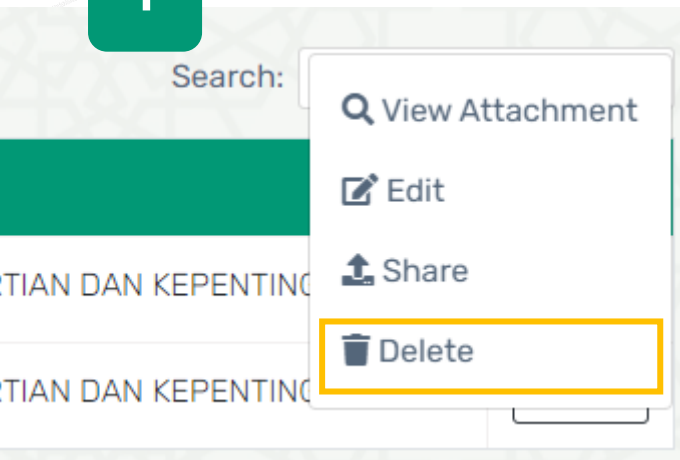 Search:
View Attachment
Edit
Share
RTIAN DAN KEPENTING
Delete
RTIAN DAN KEPENTING